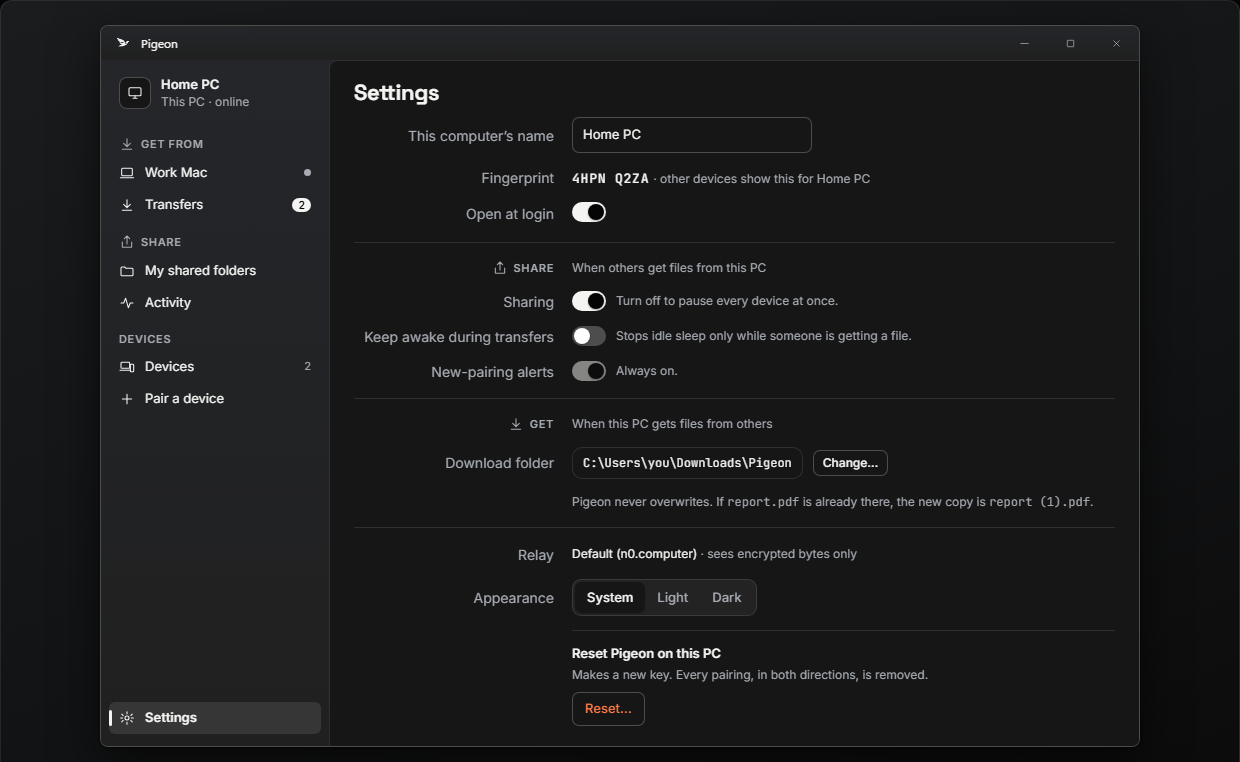 Pigeon
Home PC
This PC · online
GET FROM
Work Mac
Transfers 2
SHARE
My shared folders
Activity
DEVICES
Devices 2
Pair a device
Settings
Settings
This computer’s name Home PC
Fingerprint 4HPN Q2ZA · other devices show this for Home PC
Open at login
SHARE When others get files from this PC
Sharing Turn off to pause every device at once.
Keep awake during transfers Stops idle sleep only while someone is getting a file.
New-pairing alerts Always on.
GET When this PC gets files from others
Download folder C:\Users\you\Downloads\Pigeon Change...
Pigeon never overwrites. If report.pdf is already there, the new copy is report (1).pdf.
Relay Default (n0.computer) · sees encrypted bytes only
Appearance System Light Dark
Reset Pigeon on this PC
Makes a new key. Every pairing, in both directions, is removed.
Reset...